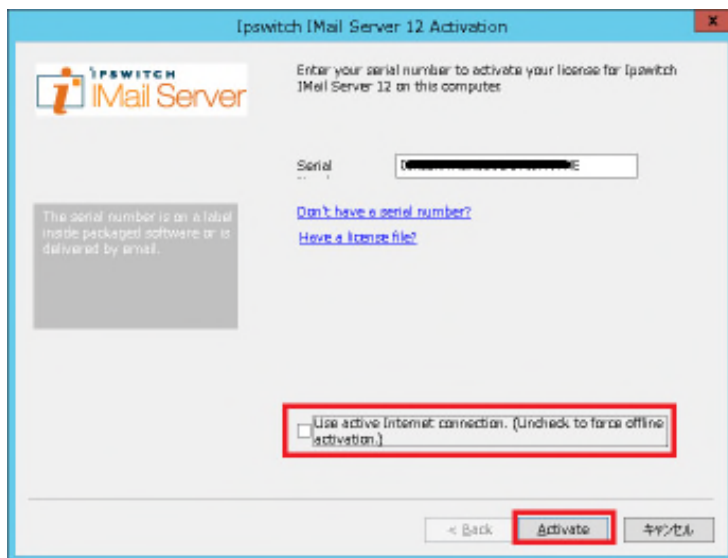 Ipswitch IMail Server 12 Activation
x
IPSWITCH
IMail Server
Enter your serial number to activate your license for Ipswitch
IMail Server 12 on this computer.
Serial
The serial number is on a label
inside packaged software or is
delivered by email.
Don't have a serial number?
Have a license file?
Use active Internet connection. (Uncheck to force offline
activation.)
< Back
Activate
キャンセル